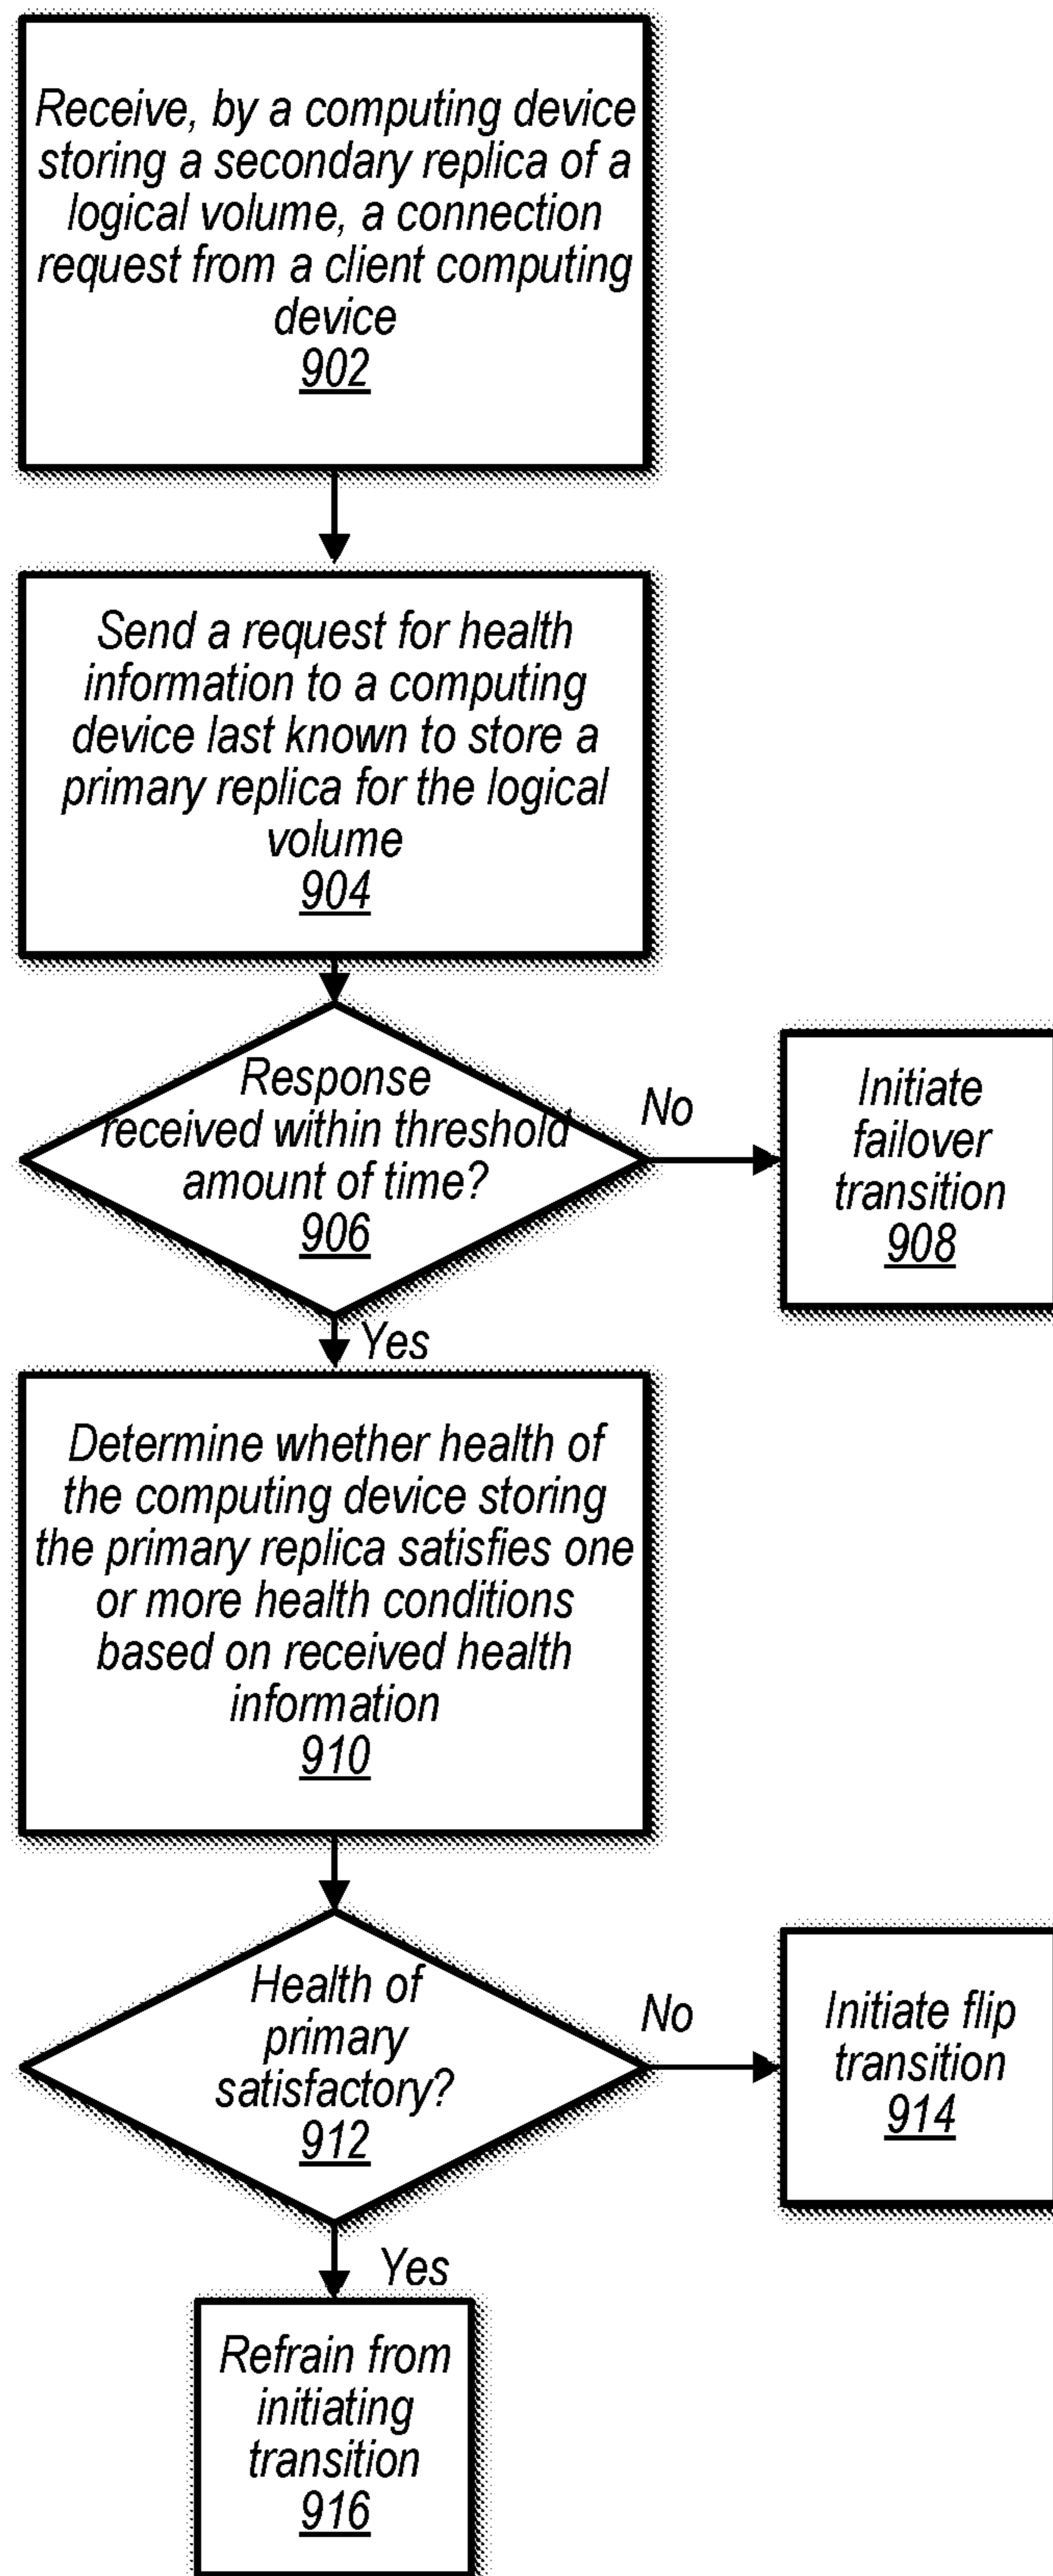 Receive, by a computing device
storing a secondary replica of a
logical volume, a connection
request from a client computing
device
902
Send a request for health
information to a computing
device last known to store a
primary replica for the logical
volume
904
Response
received within threshold
amount of time?
906
No
Initiate
failover
transition
908
Yes
Determine whether health of
the computing device storing
the primary replica satisfies one
or more health conditions
based on received health
information
910
Health of
primary
satisfactory?
912
No
Initiate flip
transition
914
Yes
Refrain from
initiating
transition
916